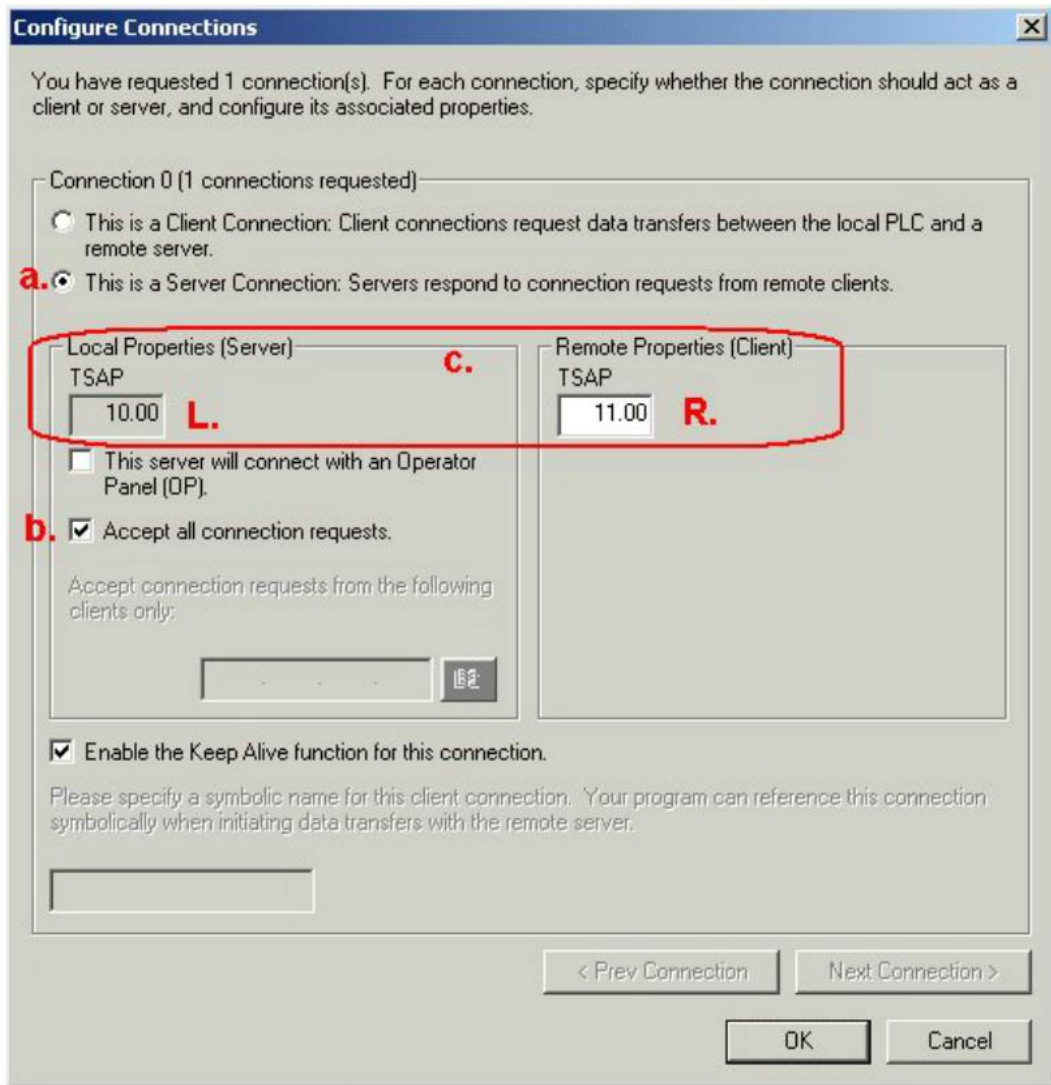 Configure Connections
You have requested 1 connection(s). For each connection, specify whether the connection should act as a
client or server, and configure its associated properties.
Connection 0 (1 connections requested)
This is a Client Connection: Client connections request data transfers between the local PLC and a
remote server.
a. This is a Server Connection: Servers respond to connection requests from remote clients.
Local Properties (Server)
c.
Remote Properties (Client)
TSAP
TSAP
10.00 L.
11.00 R.
This server will connect with an Operator
Panel (OP).
b. Accept all connection requests.
Accept connection requests from the following
clients only:
. . .
Enable the Keep Alive function for this connection.
Please specify a symbolic name for this client connection. Your program can reference this connection
symbolically when initiating data transfers with the remote server.
< Prev Connection
Next Connection >
OK
Cancel